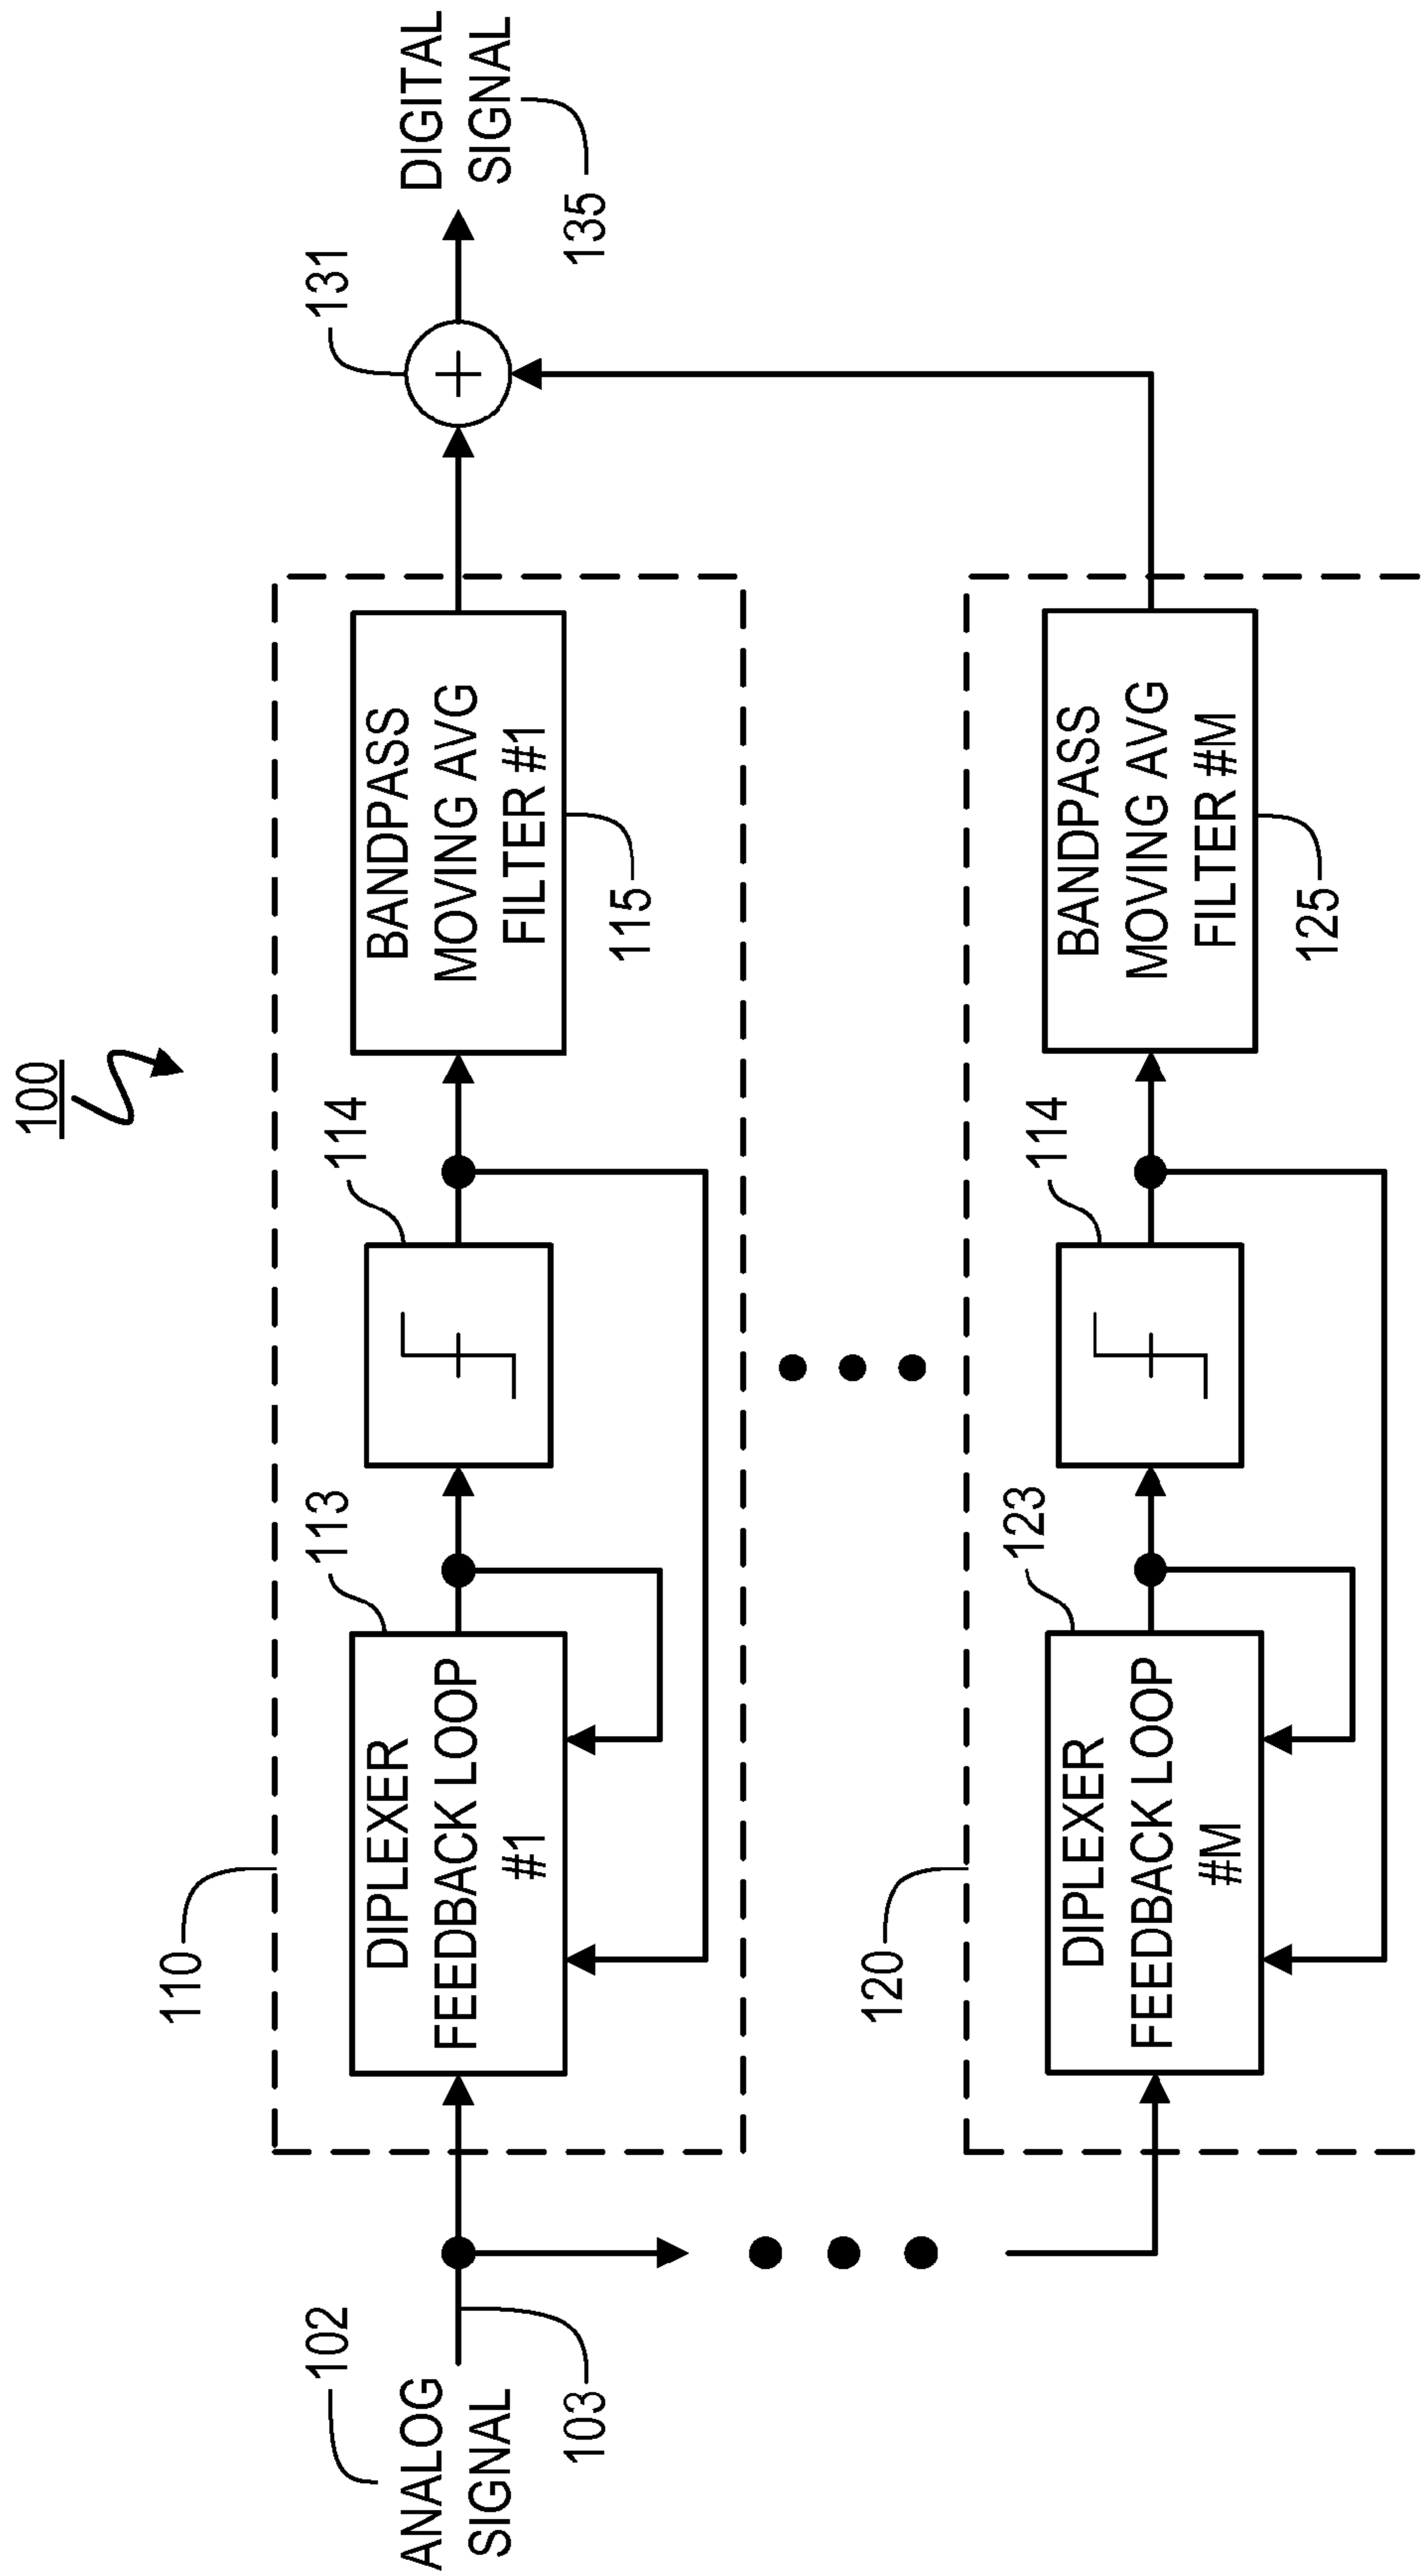 100
ANALOG
SIGNAL
102
103
110
DIPLEXER
FEEDBACK LOOP
#1
113
114
BANDPASS
MOVING AVG
FILTER #1
115
131
+
DIGITAL
SIGNAL
135
120
DIPLEXER
FEEDBACK LOOP
#M
123
114
BANDPASS
MOVING AVG
FILTER #M
125